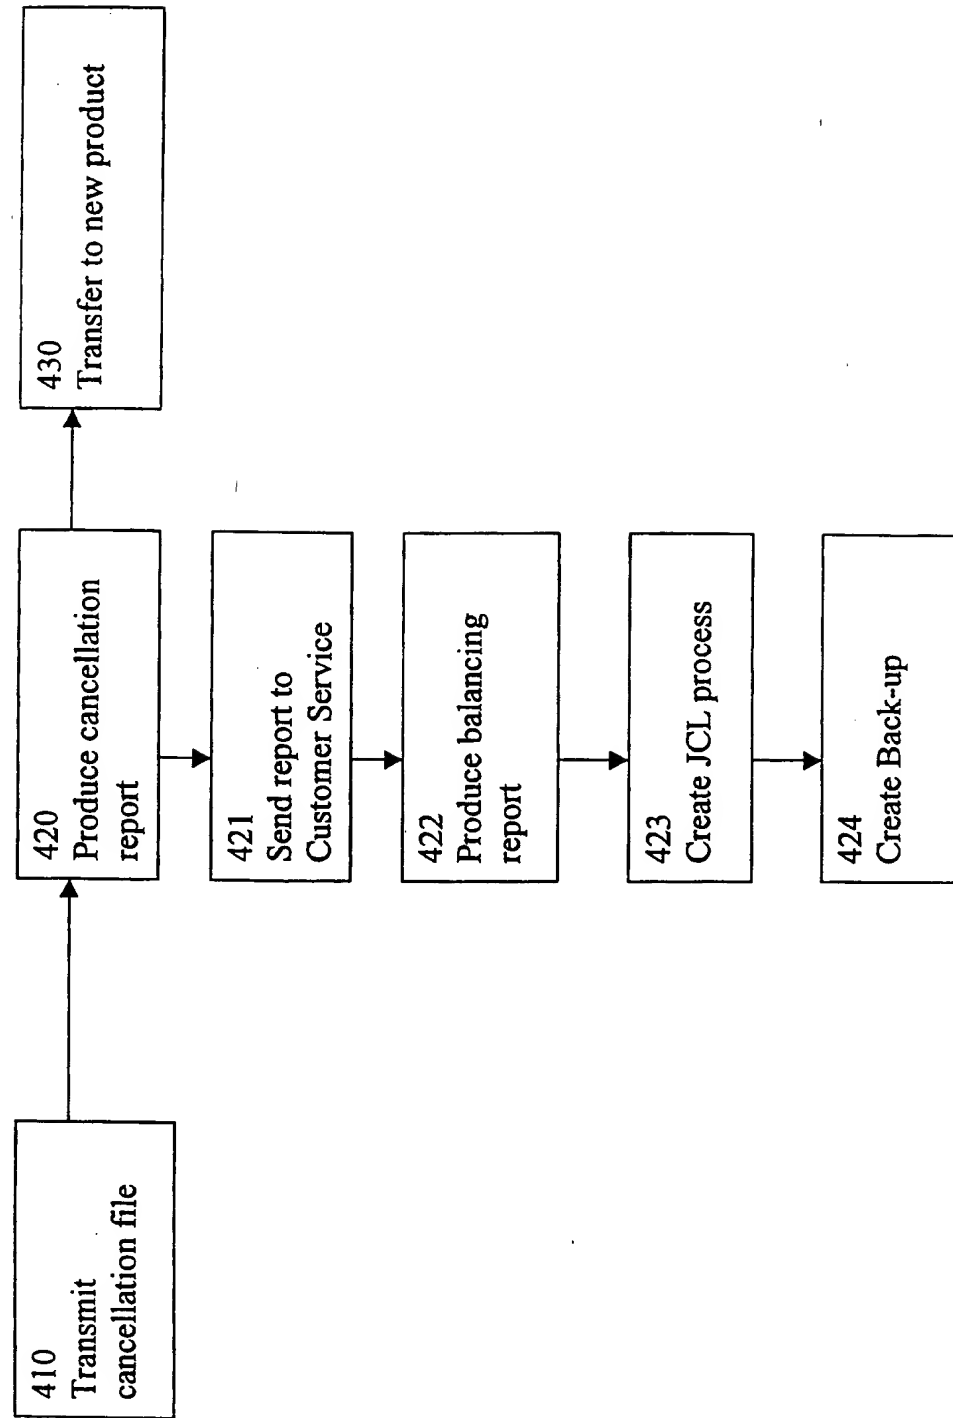 410
Transmit
cancellation file
420
Produce cancellation
report
430
Transfer to new product
421
Send report to
Customer Service
422
Produce balancing
report
423
Create JCL process
424
Create Back-up